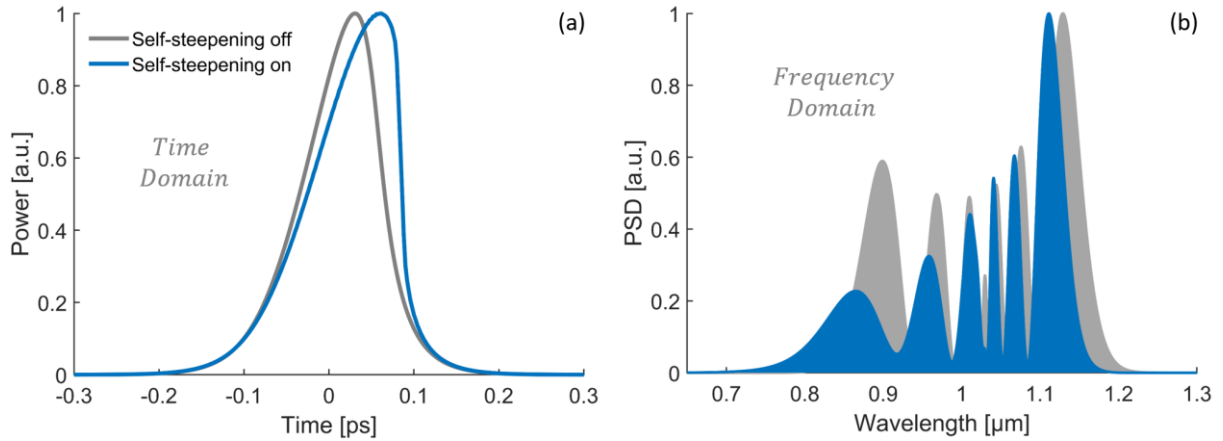 (a)
Self-steepening off
Self-steepening on
Time
Domain
Power [a.u.]
1
0.8
0.6
0.4
0.2
0
-0.3
-0.2
-0.1
0
0.1
0.2
0.3
Time [ps]
(b)
Frequency
Domain
PSD [a.u.]
1
0.8
0.6
0.4
0.2
0
0.7
0.8
0.9
1
1.1
1.2
1.3
Wavelength [µm]